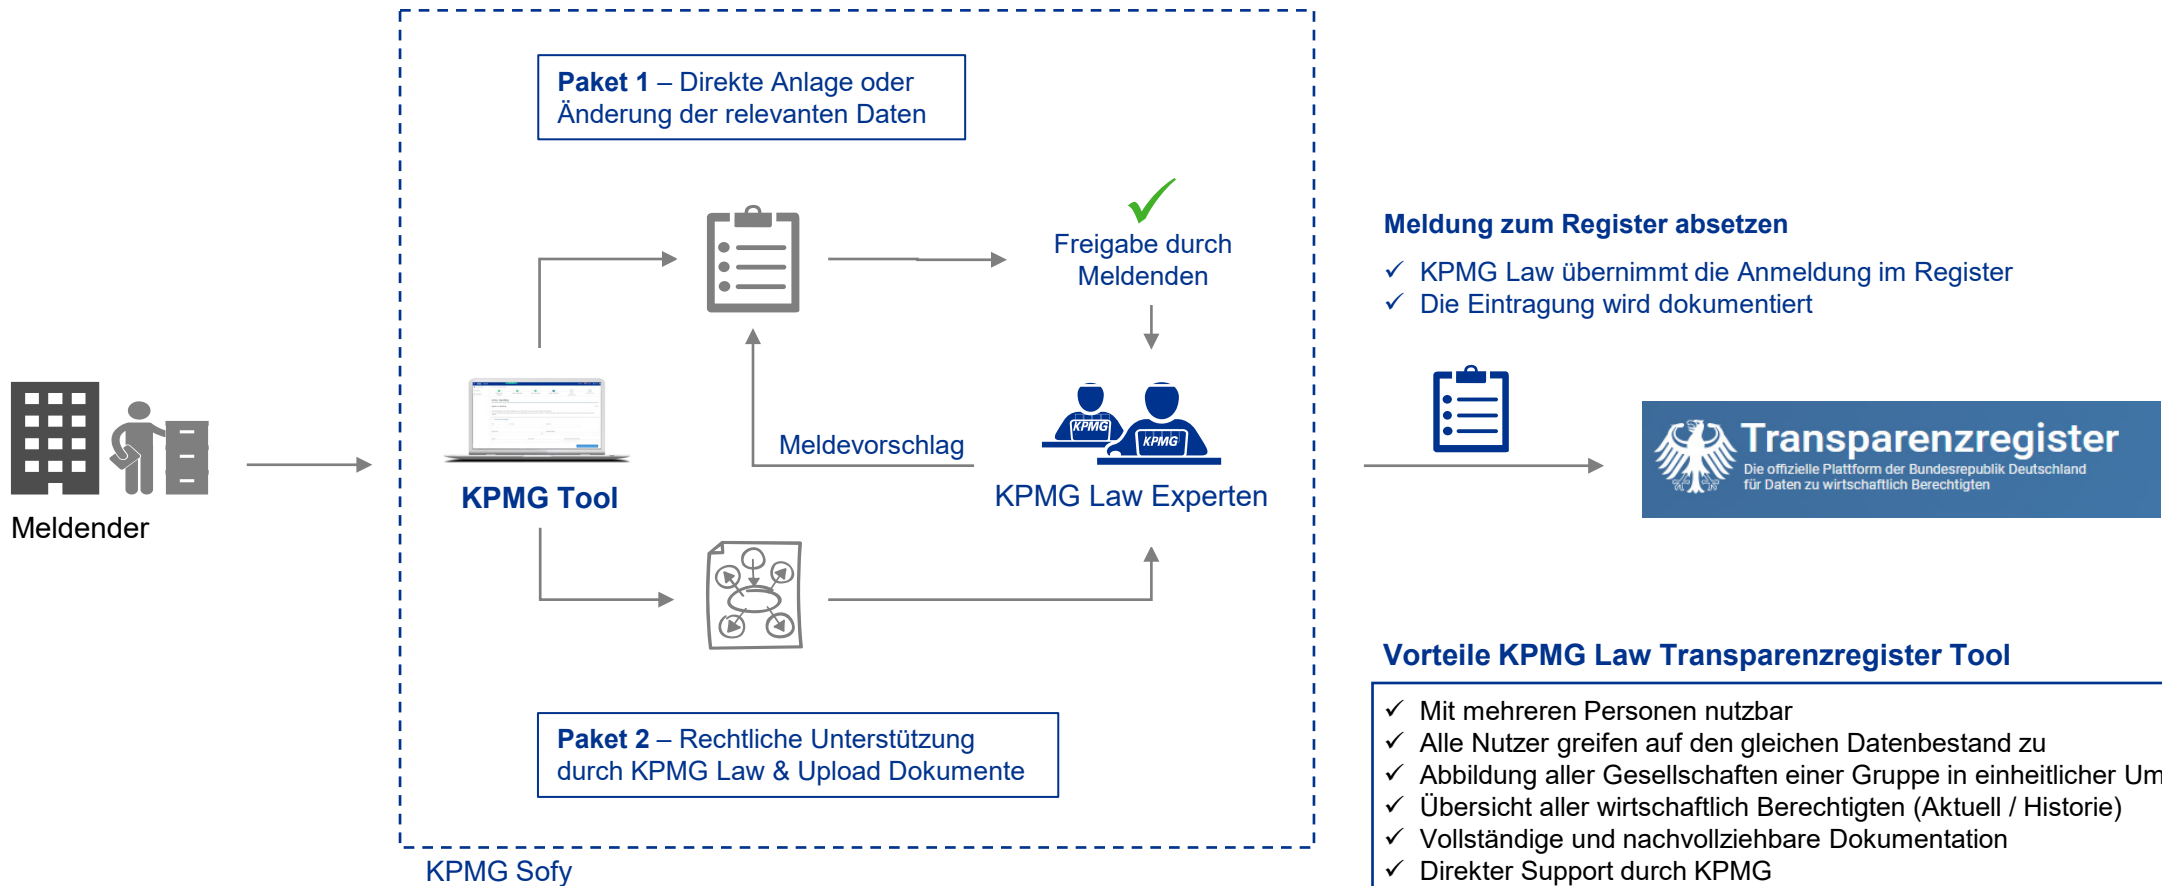 Paket 1 – Direkte Anlage oder
Änderung der relevanten Daten
Freigabe durch
Meldenden
Meldung zum Register absetzen
✓ KPMG Law übernimmt die Anmeldung im Register
✓ Die Eintragung wird dokumentiert
Meldender
KPMG Tool
Meldevorschlag
KPMG
KPMG
KPMG Law Experten
Transparenzregister
Die offizielle Plattform der Bundesrepublik Deutschland
für Daten zu wirtschaftlich Berechtigten
Paket 2 – Rechtliche Unterstützung
durch KPMG Law & Upload Dokumente
KPMG Sofy
Vorteile KPMG Law Transparenzregister Tool
✓ Mit mehreren Personen nutzbar
✓ Alle Nutzer greifen auf den gleichen Datenbestand zu
✓ Abbildung aller Gesellschaften einer Gruppe in einheitlicher
✓ Übersicht aller wirtschaftlich Berechtigten (Aktuell / Historie)
✓ Vollständige und nachvollziehbare Dokumentation
✓ Direkter Support durch KPMG